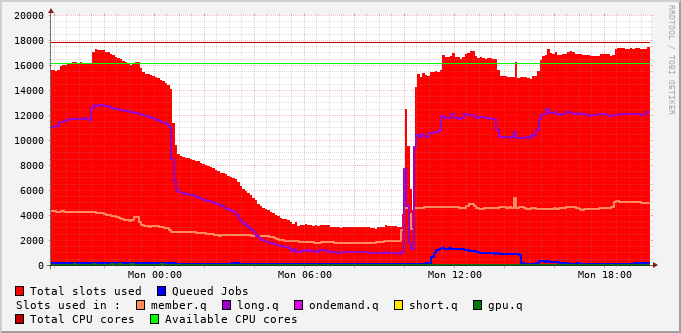 20000
18000
16000
14000
12000
10000
8000
6000
4000
2000
0
Mon 00:00 Mon 06:00 Mon 12:00 Mon 18:00
RRDTOOL / TOBI OETIKER
Total slots used Queued Jobs
Slots used in : member.q long.q ondemand.q short.q gpu.q
Total CPU cores Available CPU cores